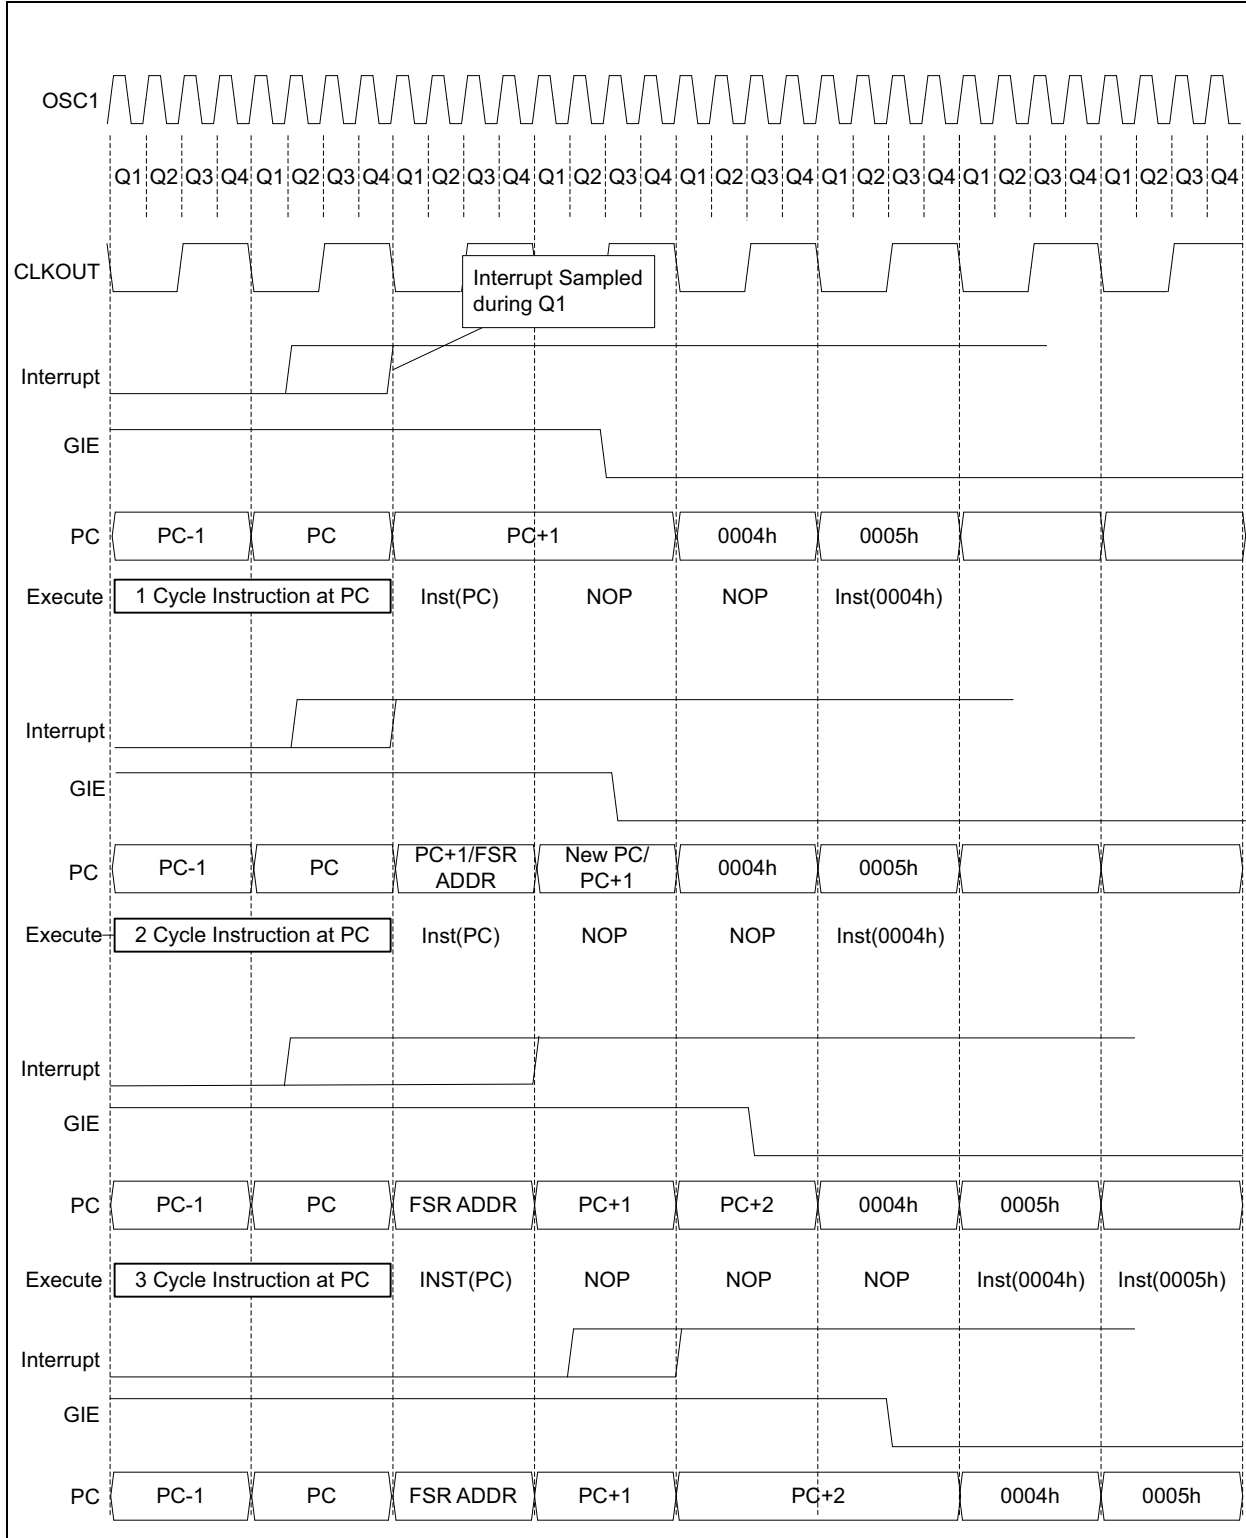 OSC1
Q1 Q2 Q3 Q4 Q1 Q2 Q3 Q4 Q1 Q2 Q3 Q4 Q1 Q2 Q3 Q4 Q1 Q2 Q3 Q4 Q1 Q2 Q3 Q4 Q1 Q2 Q3 Q4 Q1 Q2 Q3 Q4
CLKOUT
Interrupt Sampled
during Q1
Interrupt
GIE
PC PC-1 PC PC+1 0004h 0005h
Execute 1 Cycle Instruction at PC Inst(PC) NOP NOP Inst(0004h)
Interrupt
GIE
PC PC-1 PC PC+1/FSR ADDR New PC/ PC+1 0004h 0005h
Execute 2 Cycle Instruction at PC Inst(PC) NOP NOP Inst(0004h)
Interrupt
GIE
PC PC-1 PC FSR ADDR PC+1 PC+2 0004h 0005h
Execute 3 Cycle Instruction at PC INST(PC) NOP NOP NOP Inst(0004h) Inst(0005h)
Interrupt
GIE
PC PC-1 PC FSR ADDR PC+1 PC+2 0004h 0005h